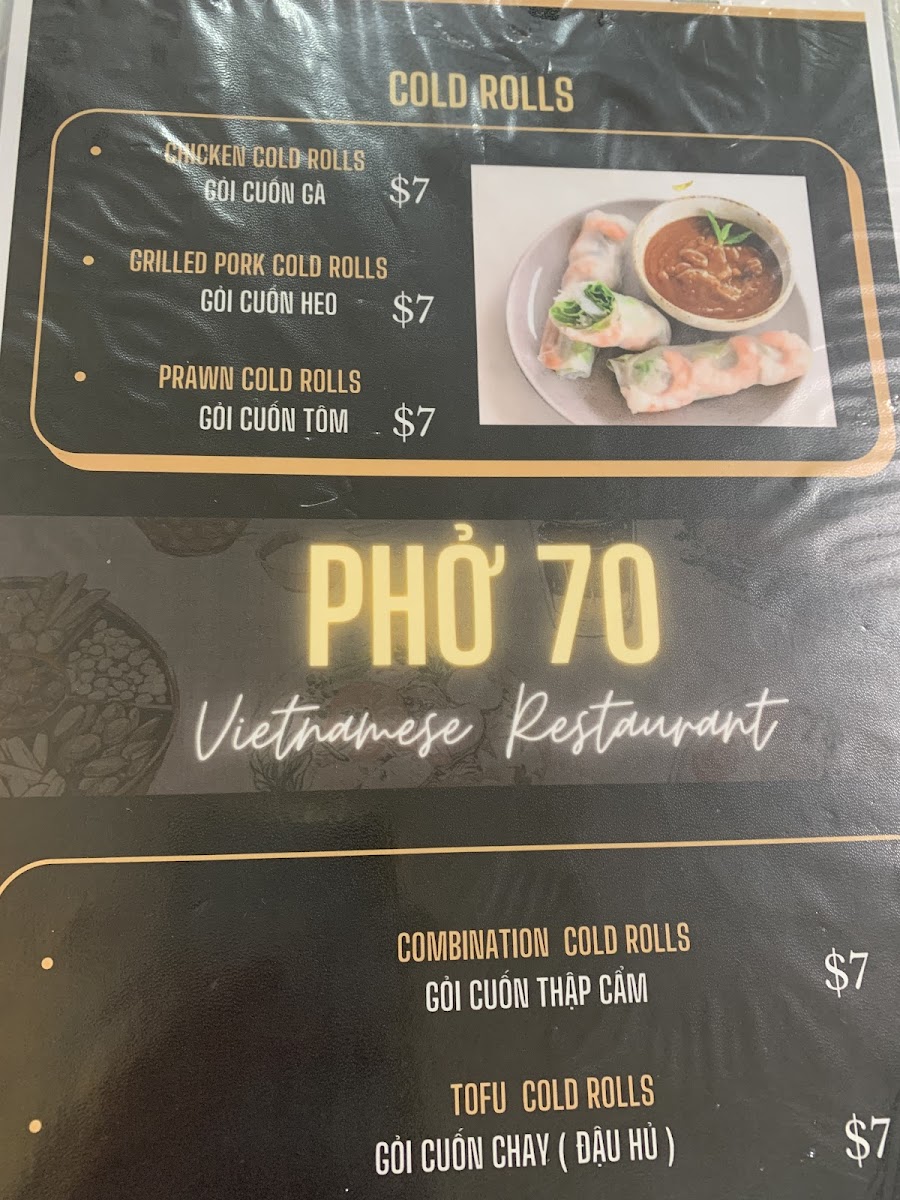 COLD ROLLS
CHICKEN COLD ROLLS
GỎI CUỐN GÀ $7
GRILLED PORK COLD ROLLS
GỎI CUỐN HEO $7
PRAWN COLD ROLLS
GỎI CUỐN TÔM $7
PHỞ 70
Vietnamese Restaurant
COMBINATION COLD ROLLS
GỎI CUỐN THẬP CẨM $7
TOFU COLD ROLLS
GỎI CUỐN CHAY ( ĐẬU HỦ ) $7